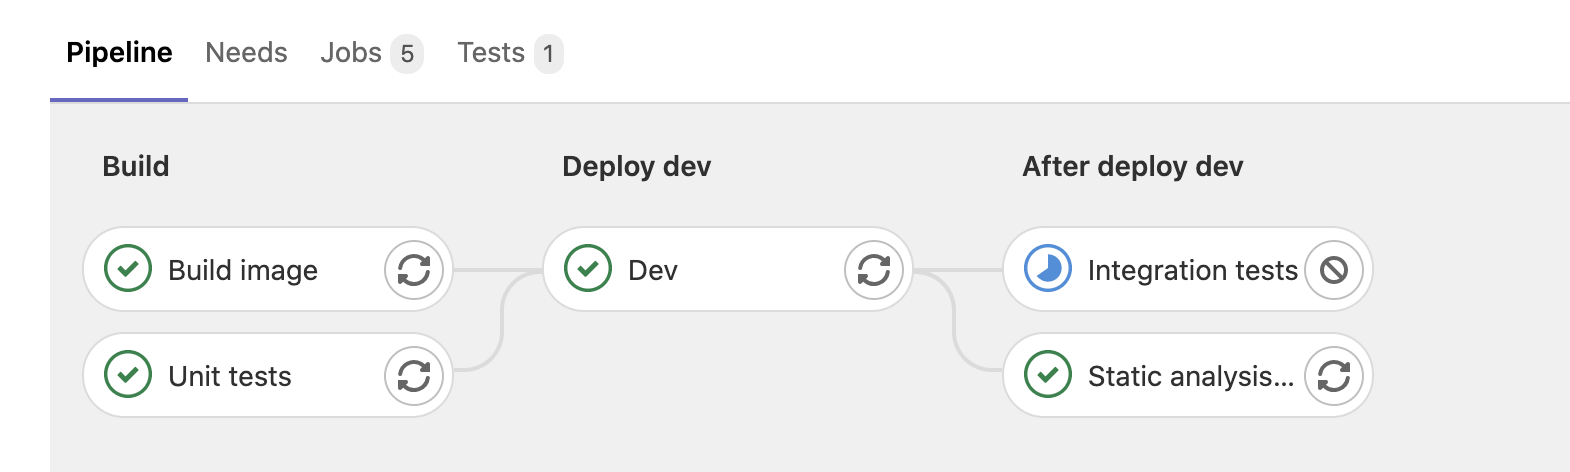 Pipeline Needs Jobs 5 Tests 1
Build Deploy dev After deploy dev
Build image Dev Integration tests
Unit tests Static analysis...